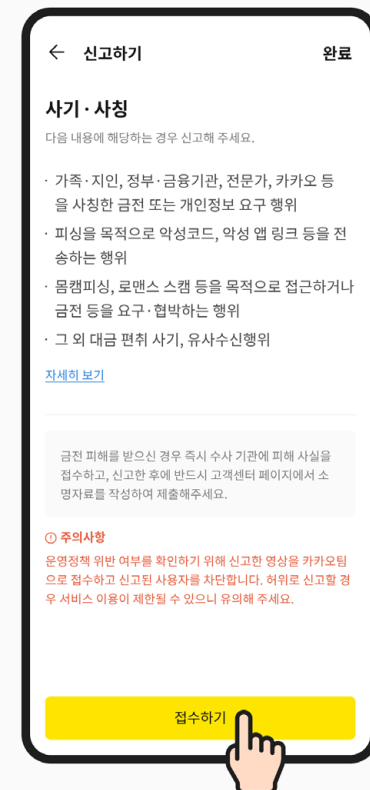 신고하기 완료
사기 · 사칭
다음 내용에 해당하는 경우 신고해 주세요.
· 가족·지인, 정부·금융기관, 전문가, 카카오 등
을 사칭한 금전 또는 개인정보 요구 행위
· 피싱을 목적으로 악성코드, 악성 앱 링크 등을 전
송하는 행위
· 몸캠피싱, 로맨스 스캠 등을 목적으로 접근하거나
금전 등을 요구·협박하는 행위
· 그 외 대금 편취 사기, 유사수신행위
자세히 보기
금전 피해를 받으신 경우 즉시 수사 기관에 피해 사실을
접수하고, 신고한 후에 반드시 고객센터 페이지에서 소
명자료를 작성하여 제출해주세요.
주의사항
운영정책 위반 여부를 확인하기 위해 신고한 영상을 카카오팀
으로 접수하고 신고된 사용자를 차단합니다. 허위로 신고할 경
우 서비스 이용이 제한될 수 있으니 유의해 주세요.
접수하기